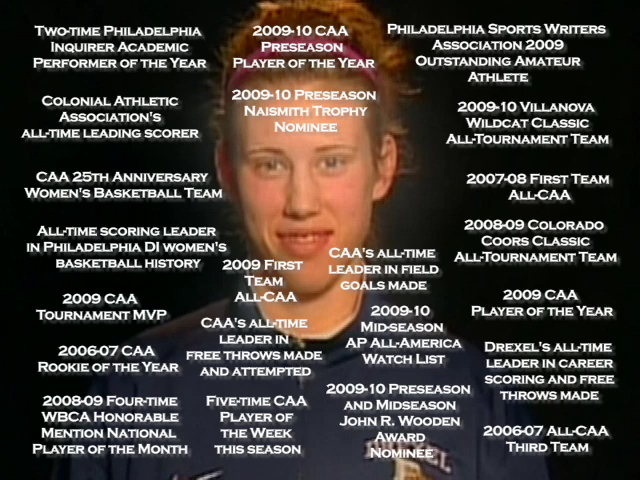 Two-time Philadelphia
Inquirer Academic
Performer of the Year
2009-10 CAA
Preseason
Player of the Year
Philadelphia Sports Writers
Association 2009
Outstanding Amateur
Athlete
Colonial Athletic
Association's
all-time leading scorer
2009-10 Preseason
Naismith Trophy
Nominee
2009-10 Villanova
Wildcat Classic
All-Tournament Team
CAA 25th Anniversary
Women's Basketball Team
2007-08 First Team
All-CAA
All-time scoring leader
in Philadelphia DI women's
basketball history
2009 First
Team
All-CAA
CAA's all-time
leader in field
goals made
2008-09 Colorado
Coors Classic
All-Tournament Team
2009 CAA
Tournament MVP
CAA's all-time
leader in
free throws made
and attempted
2009-10
Mid-season
AP All-America
Watch List
2009 CAA
Player of the Year
2006-07 CAA
Rookie of the Year
Drexel's all-time
leader in career
scoring and free
throws made
2008-09 Four-time
WBCA Honorable
Mention National
Player of the Month
Five-time CAA
Player of
the Week
this season
2009-10 Preseason
and Midseason
John R. Wooden
Award
Nominee
2006-07 All-CAA
Third Team